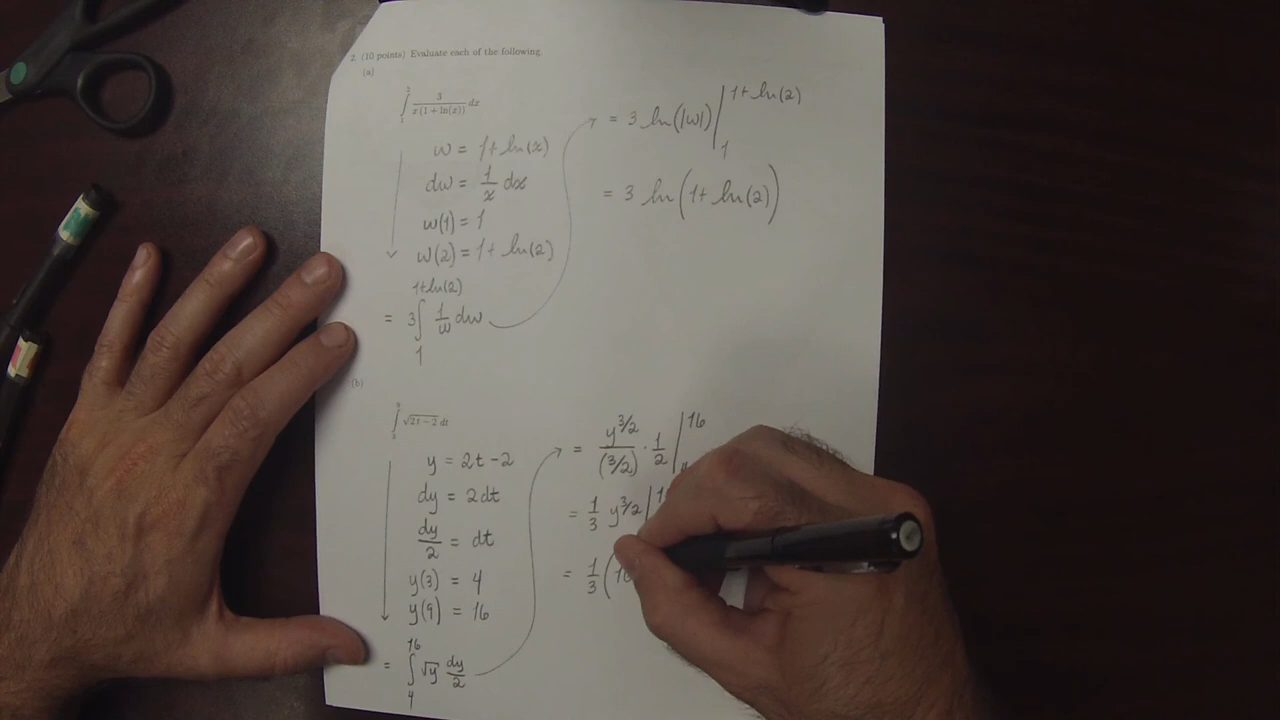 2. (10 points) Evaluate each of the following.
(a)
∫₁² 3/(x(1 + ln(x))) dx
w = 1 + ln(x)
dw = 1/x dx
w(1) = 1
w(2) = 1 + ln(2)
= 3∫₁^(1+ln(2)) 1/w dw
= 3 ln(|w|) |₁^(1+ln(2))
= 3 ln(1 + ln(2))
(b)
∫₃⁹ √(2t − 2) dt
y = 2t − 2
dy = 2 dt
dy/2 = dt
y(3) = 4
y(9) = 16
= ∫₄¹⁶ √y dy/2
= y^(3/2)/(3/2) · 1/2 |^16
= 1/3 y^(3/2) |
= 1/3 (